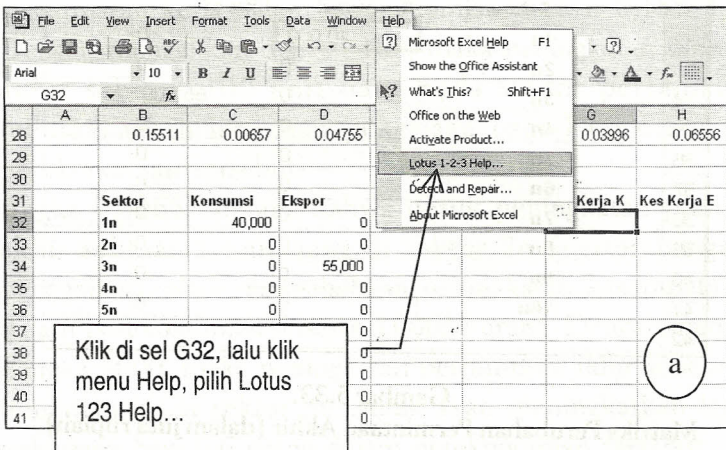 File Edit View Insert Format Tools Data Window Help
Arial 10 B I U
G32 fx
Microsoft Excel Help F1
Show the Office Assistant
What's This? Shift+F1
Office on the Web
Activate Product...
Lotus 1-2-3 Help...
Detect and Repair...
About Microsoft Excel
A B C D G H
28 0.15511 0.00657 0.04755 0.03996 0.06556
29
30
31 Sektor Konsumsi Ekspor Kerja K Kes Kerja E
32 1n 40,000 0
33 2n 0 0
34 3n 0 55,000
35 4n 0 0
36 5n 0 0
37 0
38 0
39 0
40 0
41 0
Klik di sel G32, lalu klik
menu Help, pilih Lotus
123 Help...
a